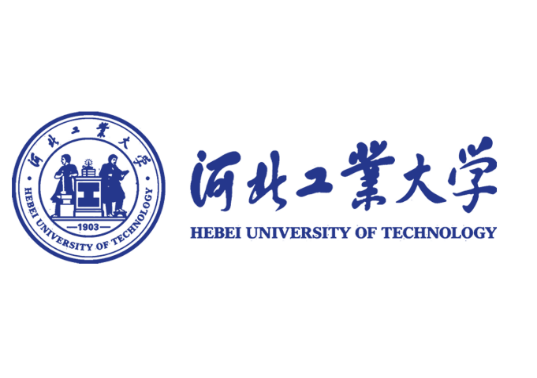 河北工業大学
HEBEI UNIVERSITY OF TECHNOLOGY
1903
河北工業大学
HEBEI UNIVERSITY OF TECHNOLOGY